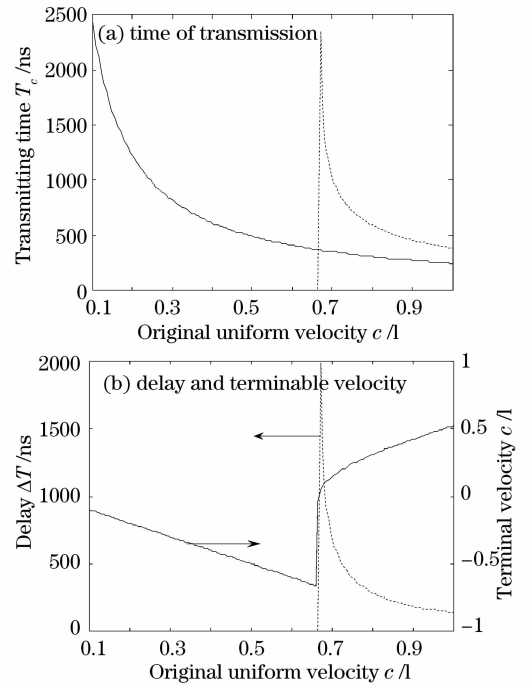 (a) time of transmission
Transmitting time T_c /ns
2500
2000
1500
1000
500
0
0.1 0.3 0.5 0.7 0.9
Original uniform velocity c /l
(b) delay and terminable velocity
Delay ΔT /ns
2000
1500
1000
500
0
1
0.5
0
−0.5
−1
Terminal velocity c /l
0.1 0.3 0.5 0.7 0.9
Original uniform velocity c /l